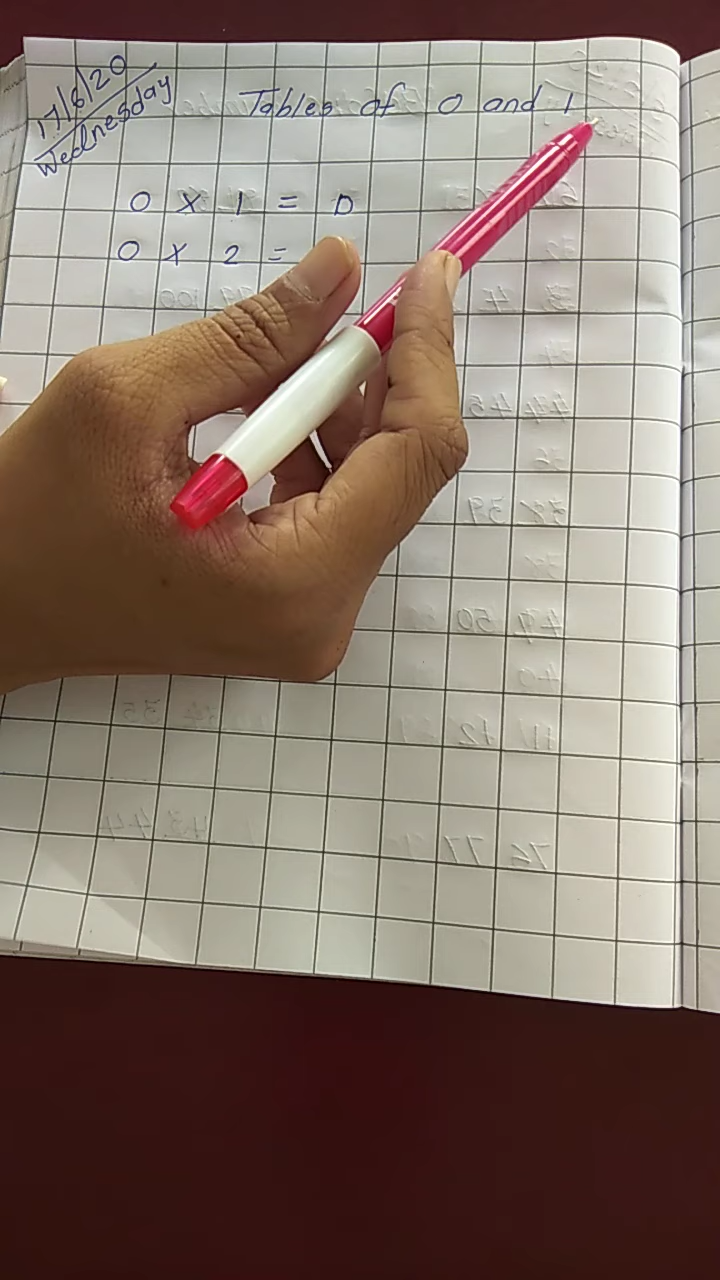 17/6/20
Wednesday
Tables of 0 and 1
0 x 1 = 0
0 x 2 =